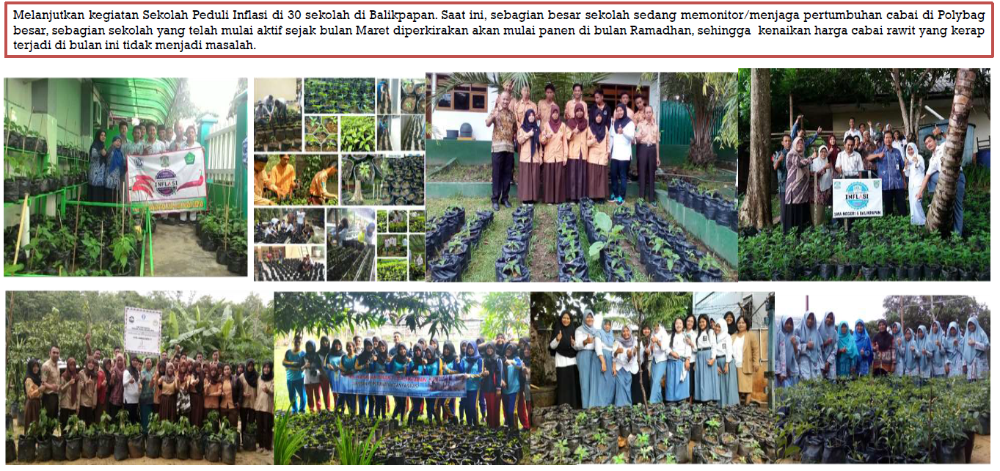 Melanjutkan kegiatan Sekolah Peduli Inflasi di 30 sekolah di Balikpapan. Saat ini, sebagian besar sekolah sedang memonitor/menjaga pertumbuhan cabai di Polybag
besar, sebagian sekolah yang telah mulai aktif sejak bulan Maret diperkirakan akan mulai panen di bulan Ramadhan, sehingga kenaikan harga cabai rawit yang kerap
terjadi di bulan ini tidak menjadi masalah.
INFLASI
INFLASI
SMA NEGERI 6 BALIKPAPAN